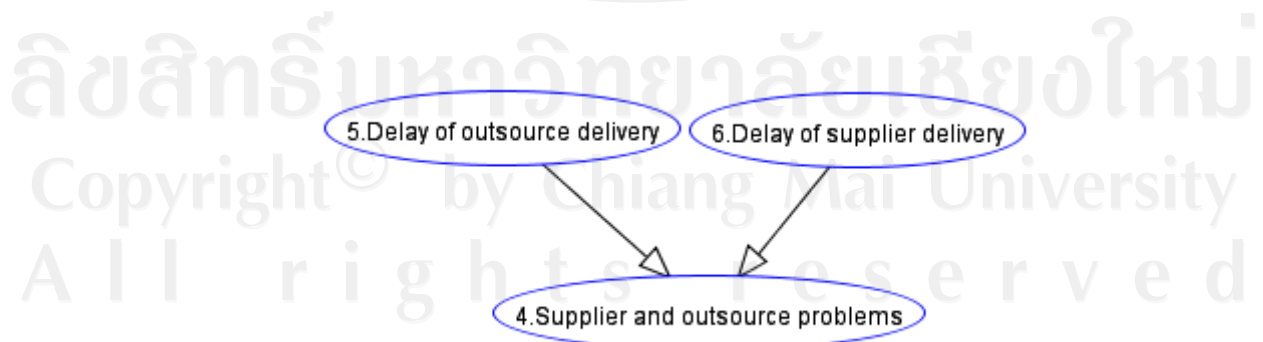 ลิขสิทธิ์มหาวิทยาลัยเชียงใหม่
5.Delay of outsource delivery
6.Delay of supplier delivery
Copyright© by Chiang Mai University
All rights reserved
4.Supplier and outsource problems